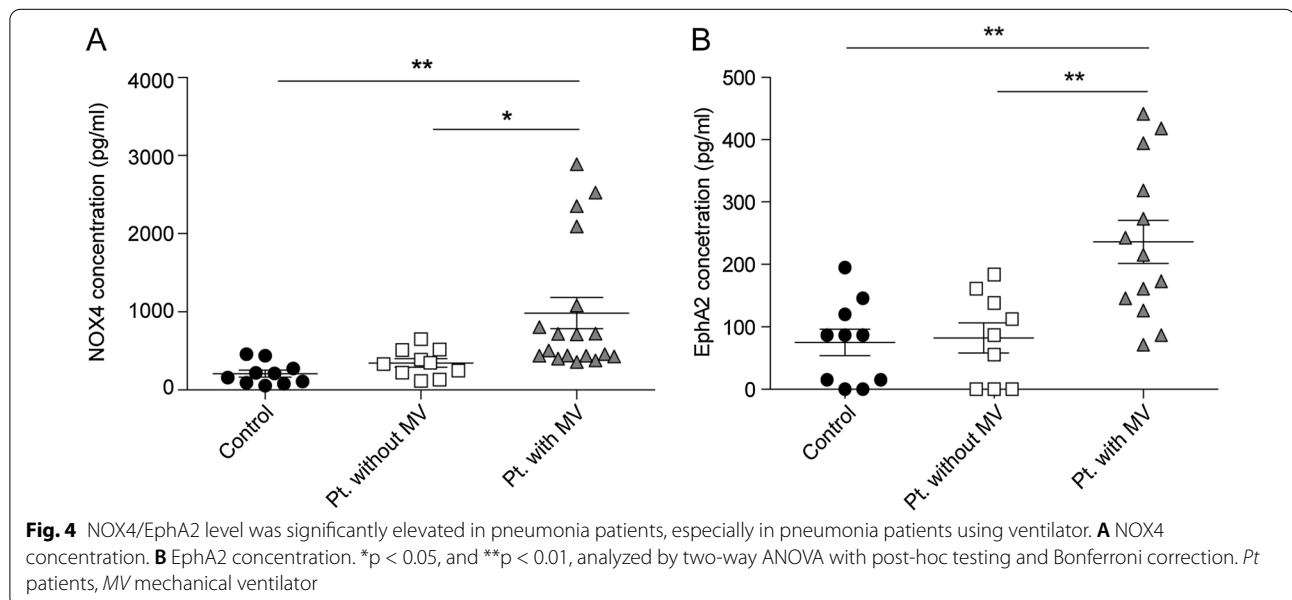 A
B
**
*
4000
3000
2000
1000
0
NOX4 concentration (pg/ml)
Control
Pt. without MV
Pt. with MV
**
**
500
400
300
200
100
0
EphA2 concetration (pg/ml)
Control
Pt. without MV
Pt. with MV
Fig. 4 NOX4/EphA2 level was significantly elevated in pneumonia patients, especially in pneumonia patients using ventilator. A NOX4
concentration. B EphA2 concentration. *p < 0.05, and **p < 0.01, analyzed by two-way ANOVA with post-hoc testing and Bonferroni correction. Pt
patients, MV mechanical ventilator